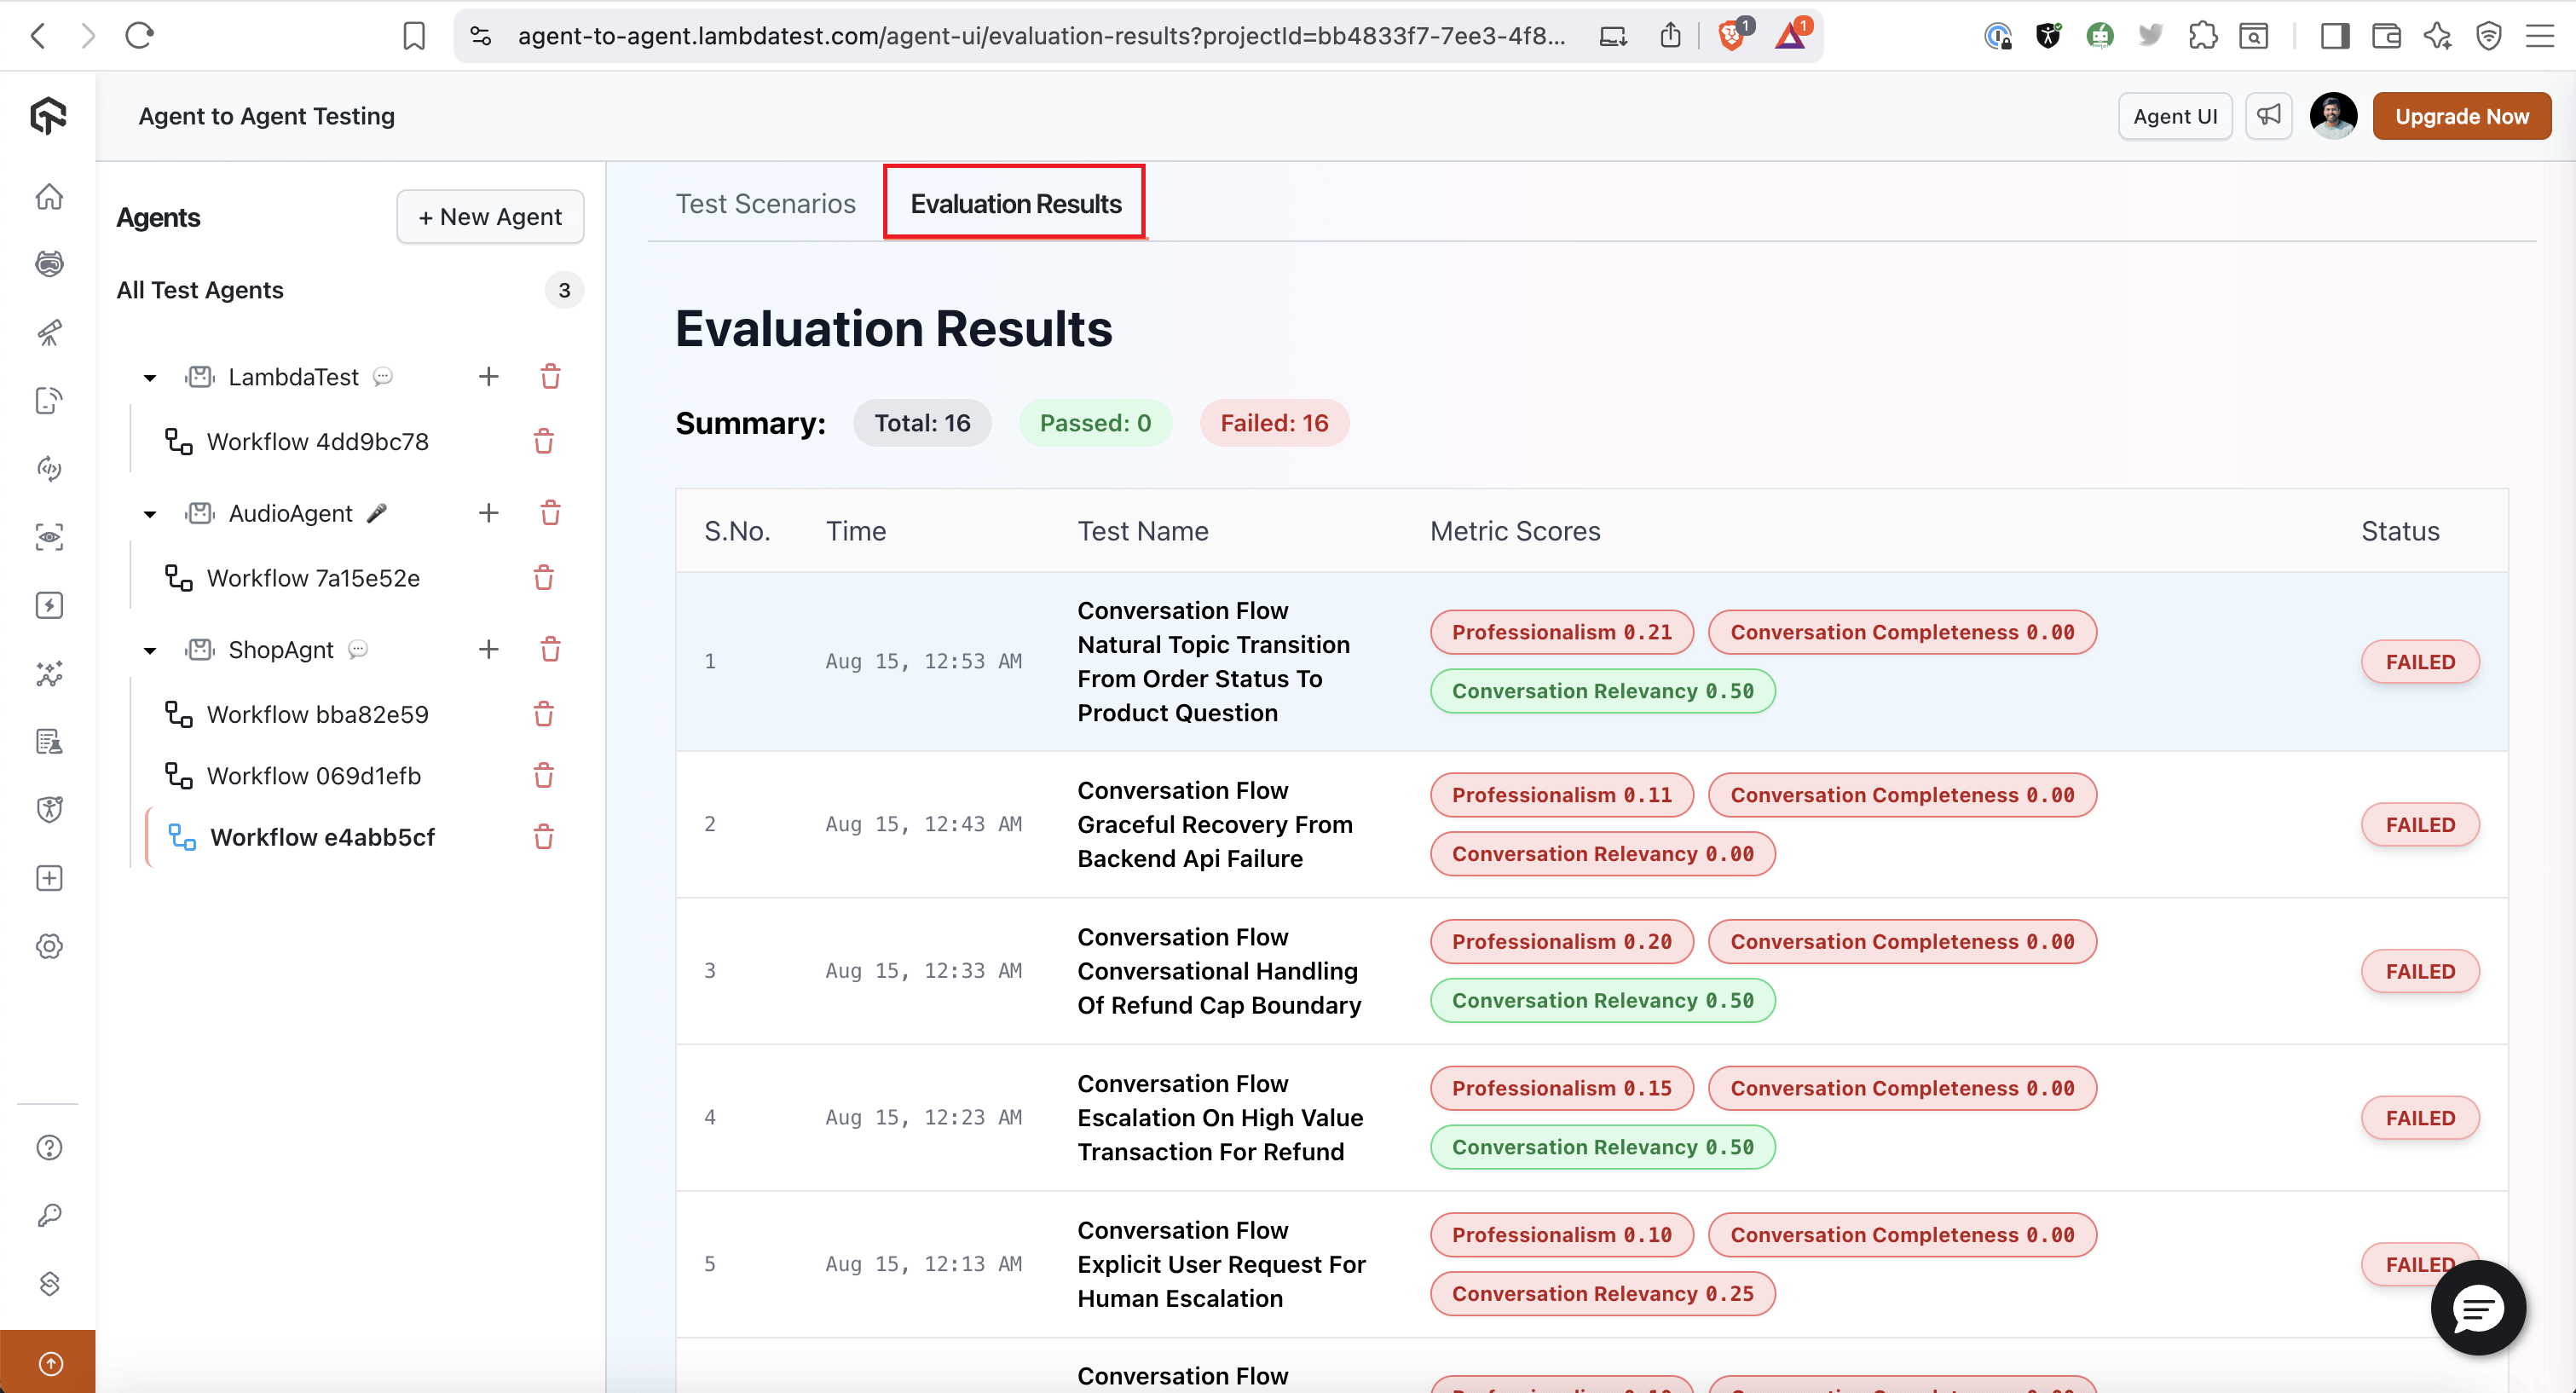 agent-to-agent.lambdatest.com/agent-ui/evaluation-results?projectId=bb4833f7-7ee3-4f8...
1
1
Agent to Agent Testing
Agent UI
Upgrade Now
Agents
+ New Agent
All Test Agents
3
LambdaTest
Workflow 4dd9bc78
AudioAgent
Workflow 7a15e52e
ShopAgnt
Workflow bba82e59
Workflow 069d1efb
Workflow e4abb5cf
Test Scenarios
Evaluation Results
Evaluation Results
Summary:
Total: 16
Passed: 0
Failed: 16
S.No.
Time
Test Name
Metric Scores
Status
1
Aug 15, 12:53 AM
Conversation Flow
Natural Topic Transition
From Order Status To
Product Question
Professionalism 0.21
Conversation Completeness 0.00
Conversation Relevancy 0.50
FAILED
2
Aug 15, 12:43 AM
Conversation Flow
Graceful Recovery From
Backend Api Failure
Professionalism 0.11
Conversation Completeness 0.00
Conversation Relevancy 0.00
FAILED
3
Aug 15, 12:33 AM
Conversation Flow
Conversational Handling
Of Refund Cap Boundary
Professionalism 0.20
Conversation Completeness 0.00
Conversation Relevancy 0.50
FAILED
4
Aug 15, 12:23 AM
Conversation Flow
Escalation On High Value
Transaction For Refund
Professionalism 0.15
Conversation Completeness 0.00
Conversation Relevancy 0.50
FAILED
5
Aug 15, 12:13 AM
Conversation Flow
Explicit User Request For
Human Escalation
Professionalism 0.10
Conversation Completeness 0.00
Conversation Relevancy 0.25
FAILED
Conversation Flow